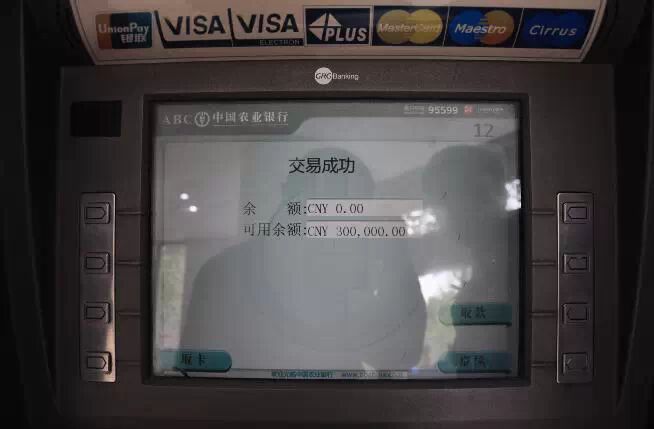 UnionPay 银联 VISA VISA ELECTRON PLUS MasterCard Maestro Cirrus
GRG Banking
ABC 中国农业银行 95599
12
交易成功
余 额:CNY 0.00
可用余额:CNY 300,000.00
取款
取卡